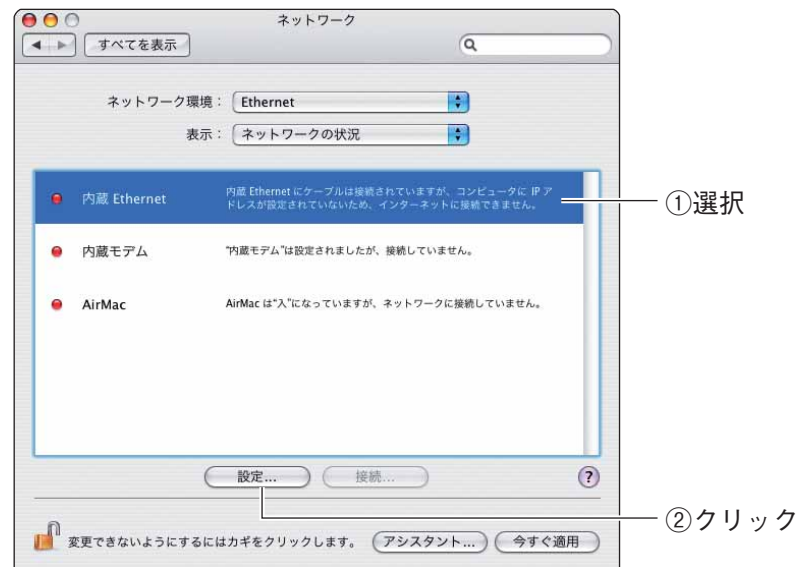 ネットワーク
すべてを表示
ネットワーク環境： Ethernet
表示： ネットワークの状況
内蔵 Ethernet
内蔵 Ethernet にケーブルは接続されていますが、コンピュータに IP ア
ドレスが設定されていないため、インターネットに接続できません。
①選択
内蔵モデム
“内蔵モデム”は設定されましたが、接続していません。
AirMac
AirMac は“入”になっていますが、ネットワークに接続していません。
設定...
接続...
?
②クリック
変更できないようにするにはカギをクリックします。
アシスタント...
今すぐ適用